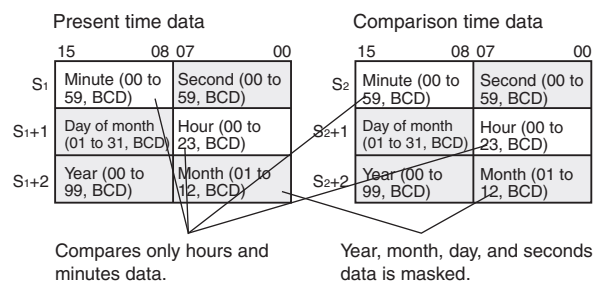 Present time data
Comparison time data
15 08 07 00
15 08 07 00
S1
Minute (00 to 59, BCD)
Second (00 to 59, BCD)
S2
Minute (00 to 59, BCD)
Second (00 to 59, BCD)
S1+1
Day of month (01 to 31, BCD)
Hour (00 to 23, BCD)
S2+1
Day of month (01 to 31, BCD)
Hour (00 to 23, BCD)
S1+2
Year (00 to 99, BCD)
Month (01 to 12, BCD)
S2+2
Year (00 to 99, BCD)
Month (01 to 12, BCD)
Compares only hours and
minutes data.
Year, month, day, and seconds
data is masked.